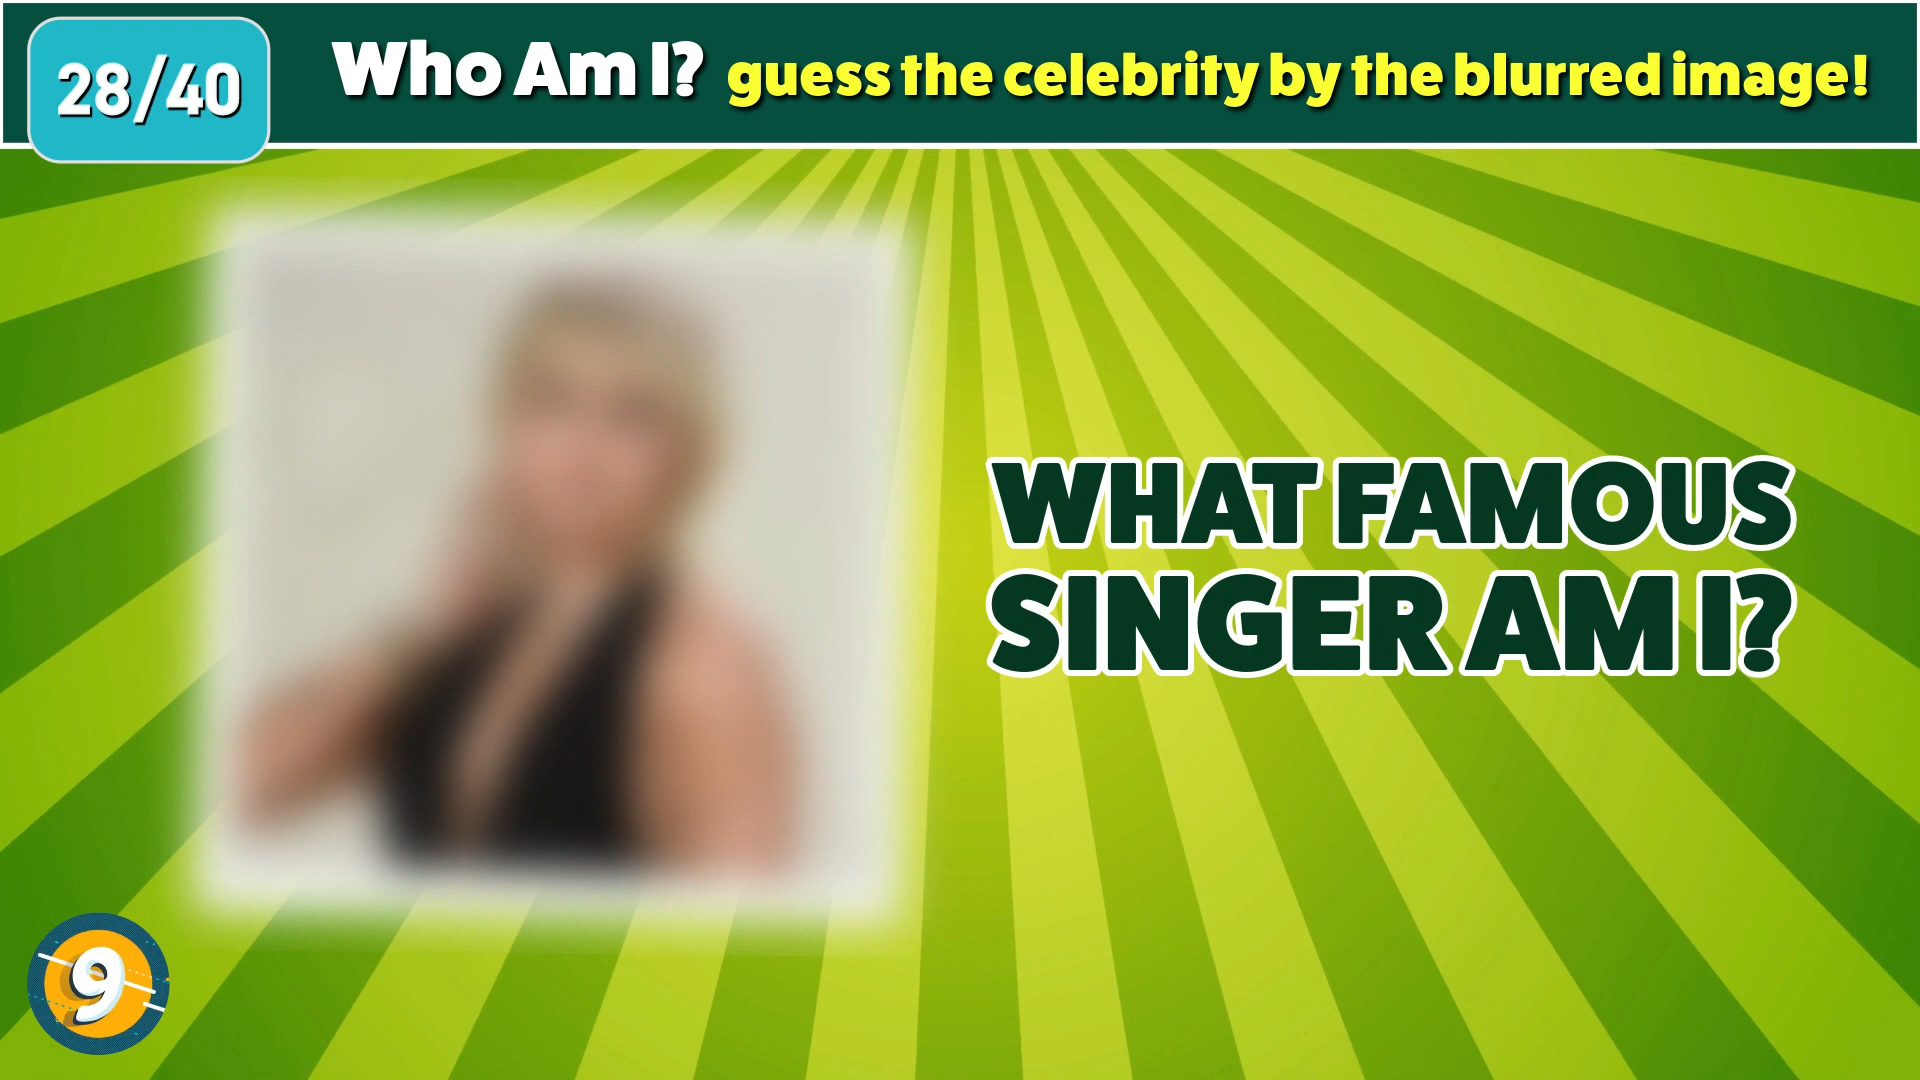 28/40
Who Am I? guess the celebrity by the blurred image!
WHAT FAMOUS
SINGER AM I?
9